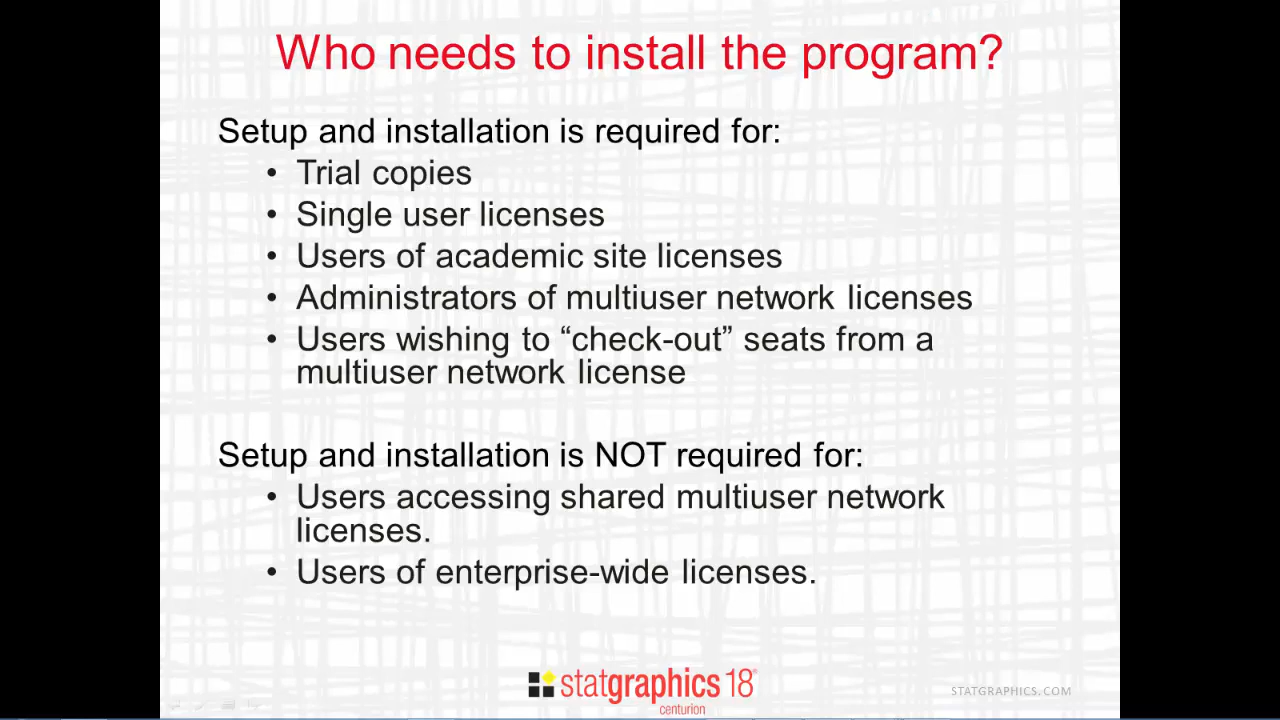 Who needs to install the program?
Setup and installation is required for:
• Trial copies
• Single user licenses
• Users of academic site licenses
• Administrators of multiuser network licenses
• Users wishing to “check-out” seats from a
multiuser network license
Setup and installation is NOT required for:
• Users accessing shared multiuser network
licenses.
• Users of enterprise-wide licenses.
statgraphics 18®
centurion
STATGRAPHICS.COM